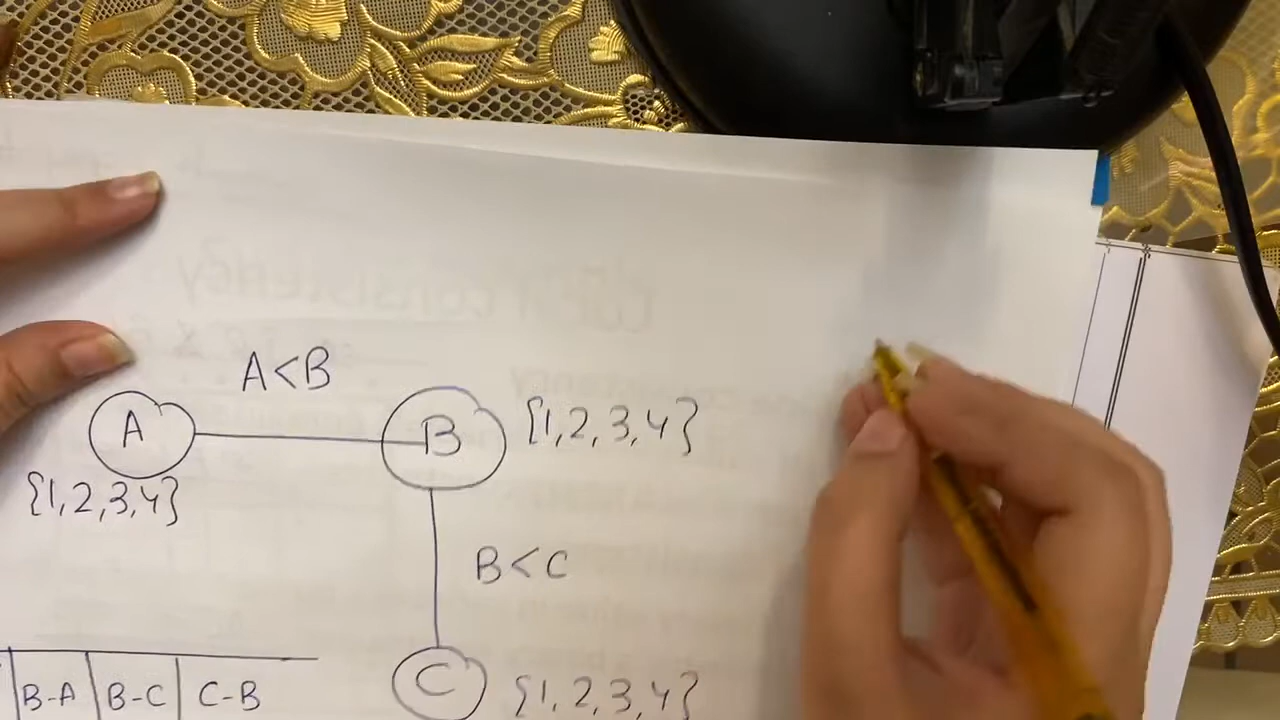 A<B
A
B
{1,2,3,4}
{1,2,3,4}
B<C
B-A
B-C
C-B
C
{1,2,3,4}